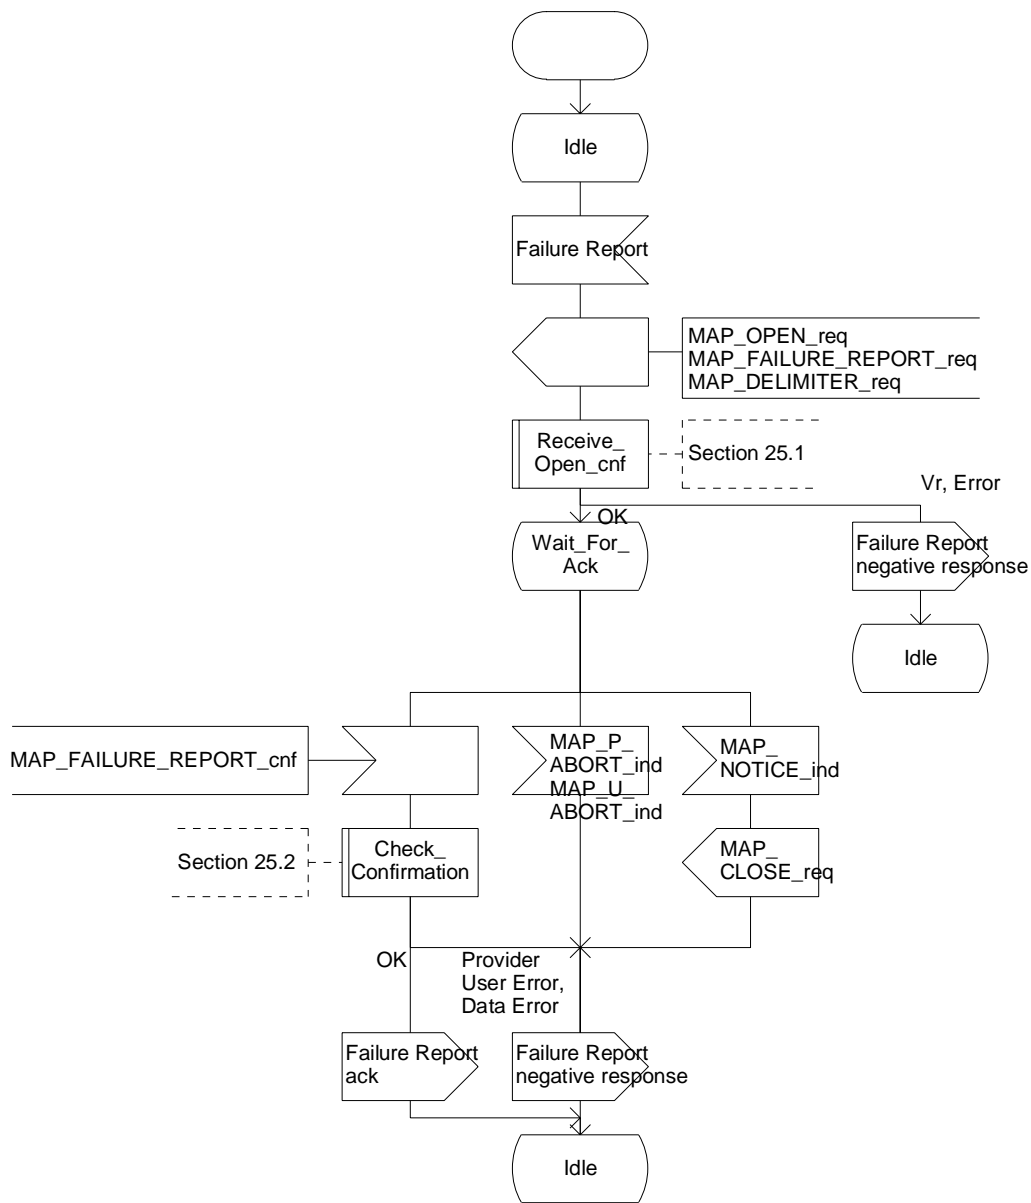 Idle
Failure Report
MAP_OPEN_req
MAP_FAILURE_REPORT_req
MAP_DELIMITER_req
Receive_
Open_cnf
Section 25.1
Vr, Error
OK
Wait_For_
Ack
Failure Report
negative response
Idle
MAP_FAILURE_REPORT_cnf
MAP_P_
ABORT_ind
MAP_U_
ABORT_ind
MAP_
NOTICE_ind
Section 25.2
Check_
Confirmation
MAP_
CLOSE_req
OK
Provider
User Error,
Data Error
Failure Report
ack
Failure Report
negative response
Idle